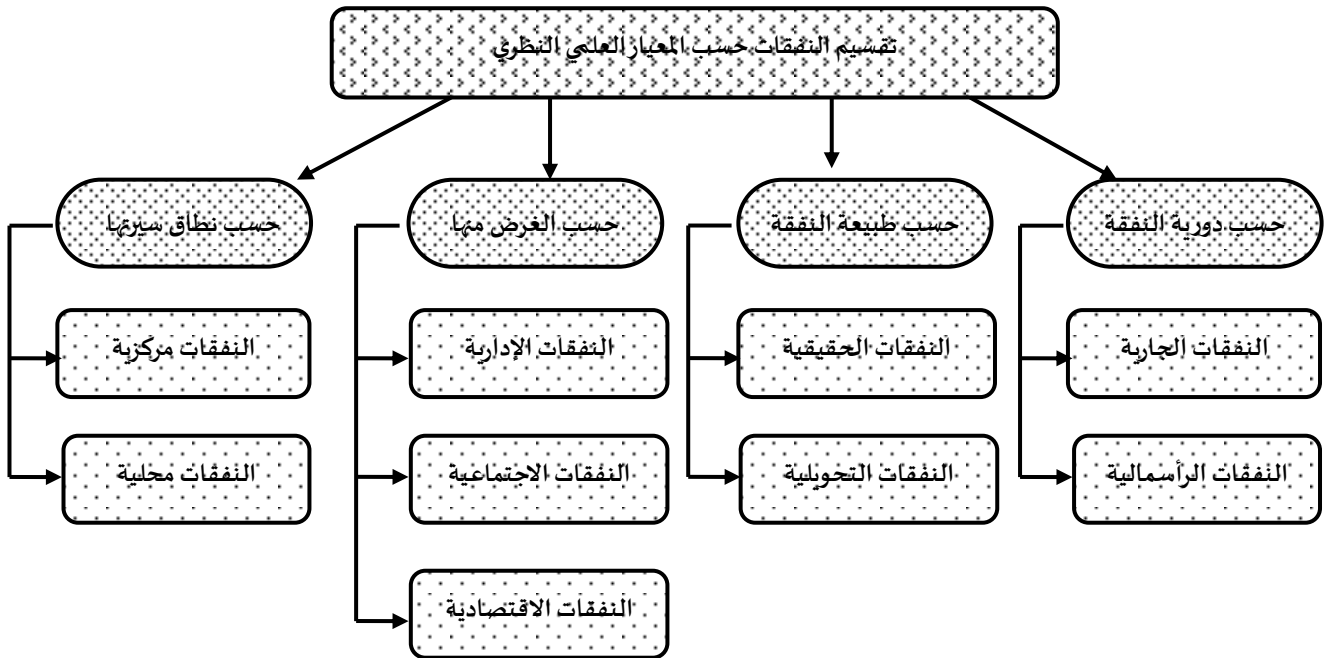 تقسيم النفقات حسب المعيار العلمي النظري
حسب دورية النفقة
حسب طبيعة النفقة
حسب الغرض منها
حسب نطاق سيرتها
النفقات الجارية
النفقات الحقيقية
النفقات الإدارية
النفقات مركزية
النفقات الرأسمالية
النفقات التحويلية
النفقات الاجتماعية
النفقات محلية
النفقات الاقتصادية